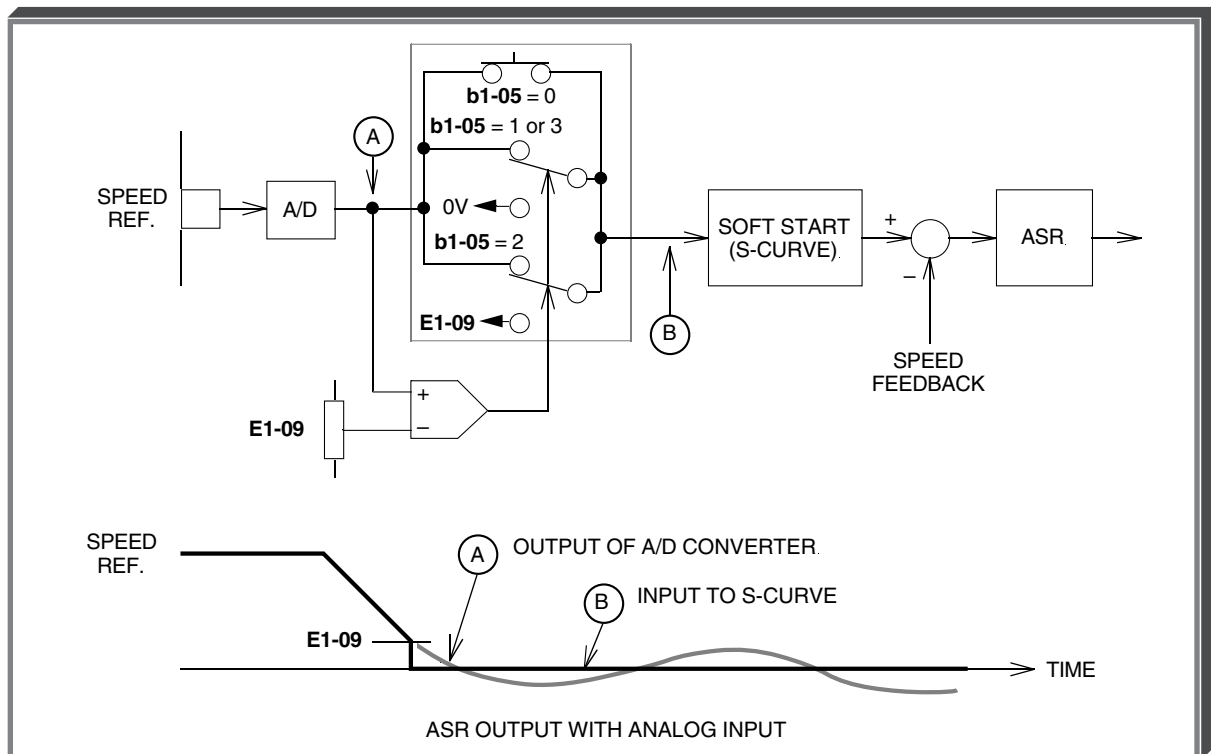 b1-05 = 0
b1-05 = 1 or 3
A
SPEED
REF.
A/D
0V
b1-05 = 2
SOFT START
(S-CURVE)
+
–
ASR
E1-09
B
SPEED
FEEDBACK
+
–
E1-09
SPEED
REF.
A
OUTPUT OF A/D CONVERTER
B
INPUT TO S-CURVE
E1-09
TIME
ASR OUTPUT WITH ANALOG INPUT